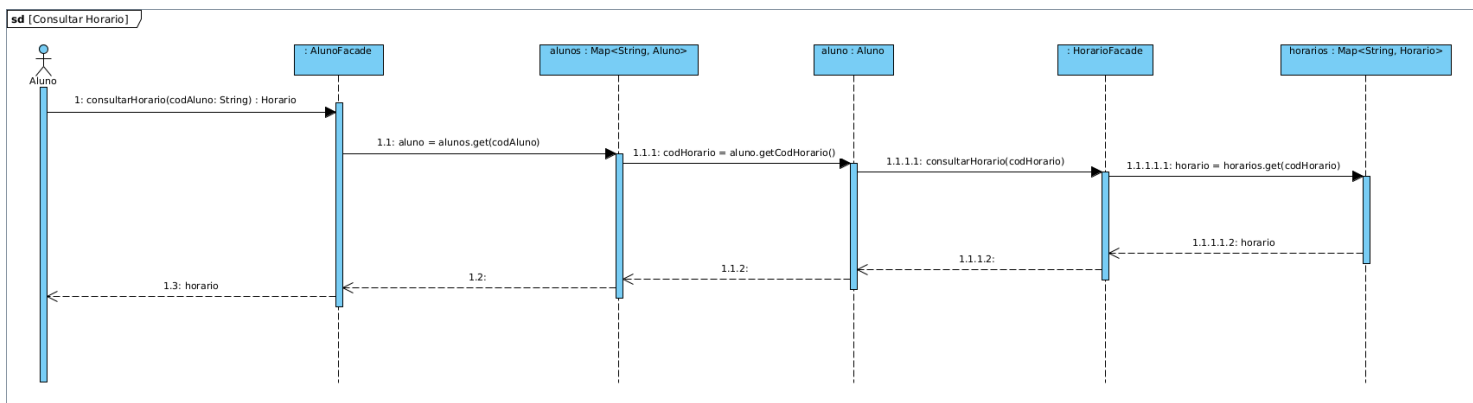 sd [Consultar Horario]
: AlunoFacade
alunos : Map<String, Aluno>
aluno : Aluno
: HorarioFacade
horarios : Map<String, Horario>
Aluno
1: consultarHorario(codAluno: String) : Horario
1.1: aluno = alunos.get(codAluno)
1.1.1: codHorario = aluno.getCodHorario()
1.1.1.1: consultarHorario(codHorario)
1.1.1.1.1: horario = horarios.get(codHorario)
1.1.1.1.2: horario
1.1.1.2:
1.1.2:
1.2:
1.3: horario